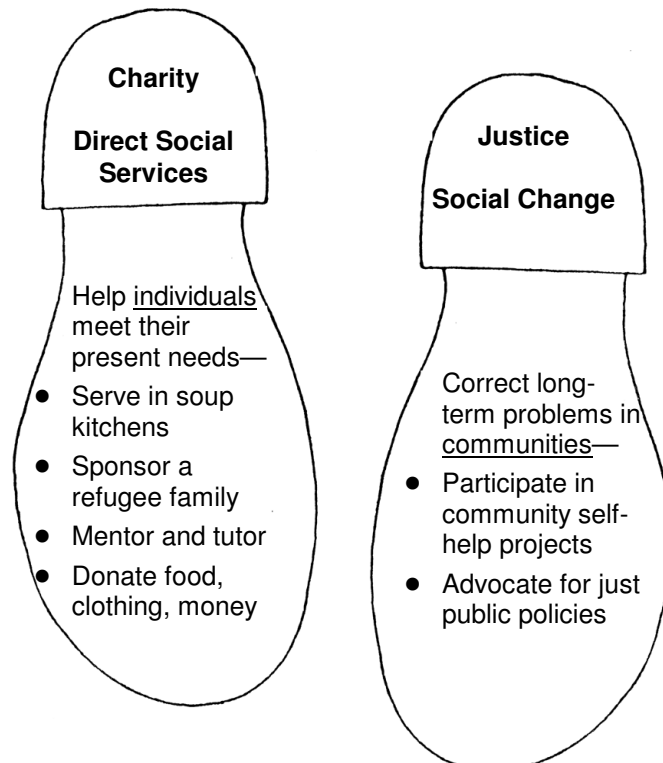 Charity
Direct Social
Services
Help individuals
meet their
present needs—
● Serve in soup
kitchens
● Sponsor a
refugee family
● Mentor and tutor
● Donate food,
clothing, money
Justice
Social Change
Correct long-
term problems in
communities—
● Participate in
community self-
help projects
● Advocate for just
public policies